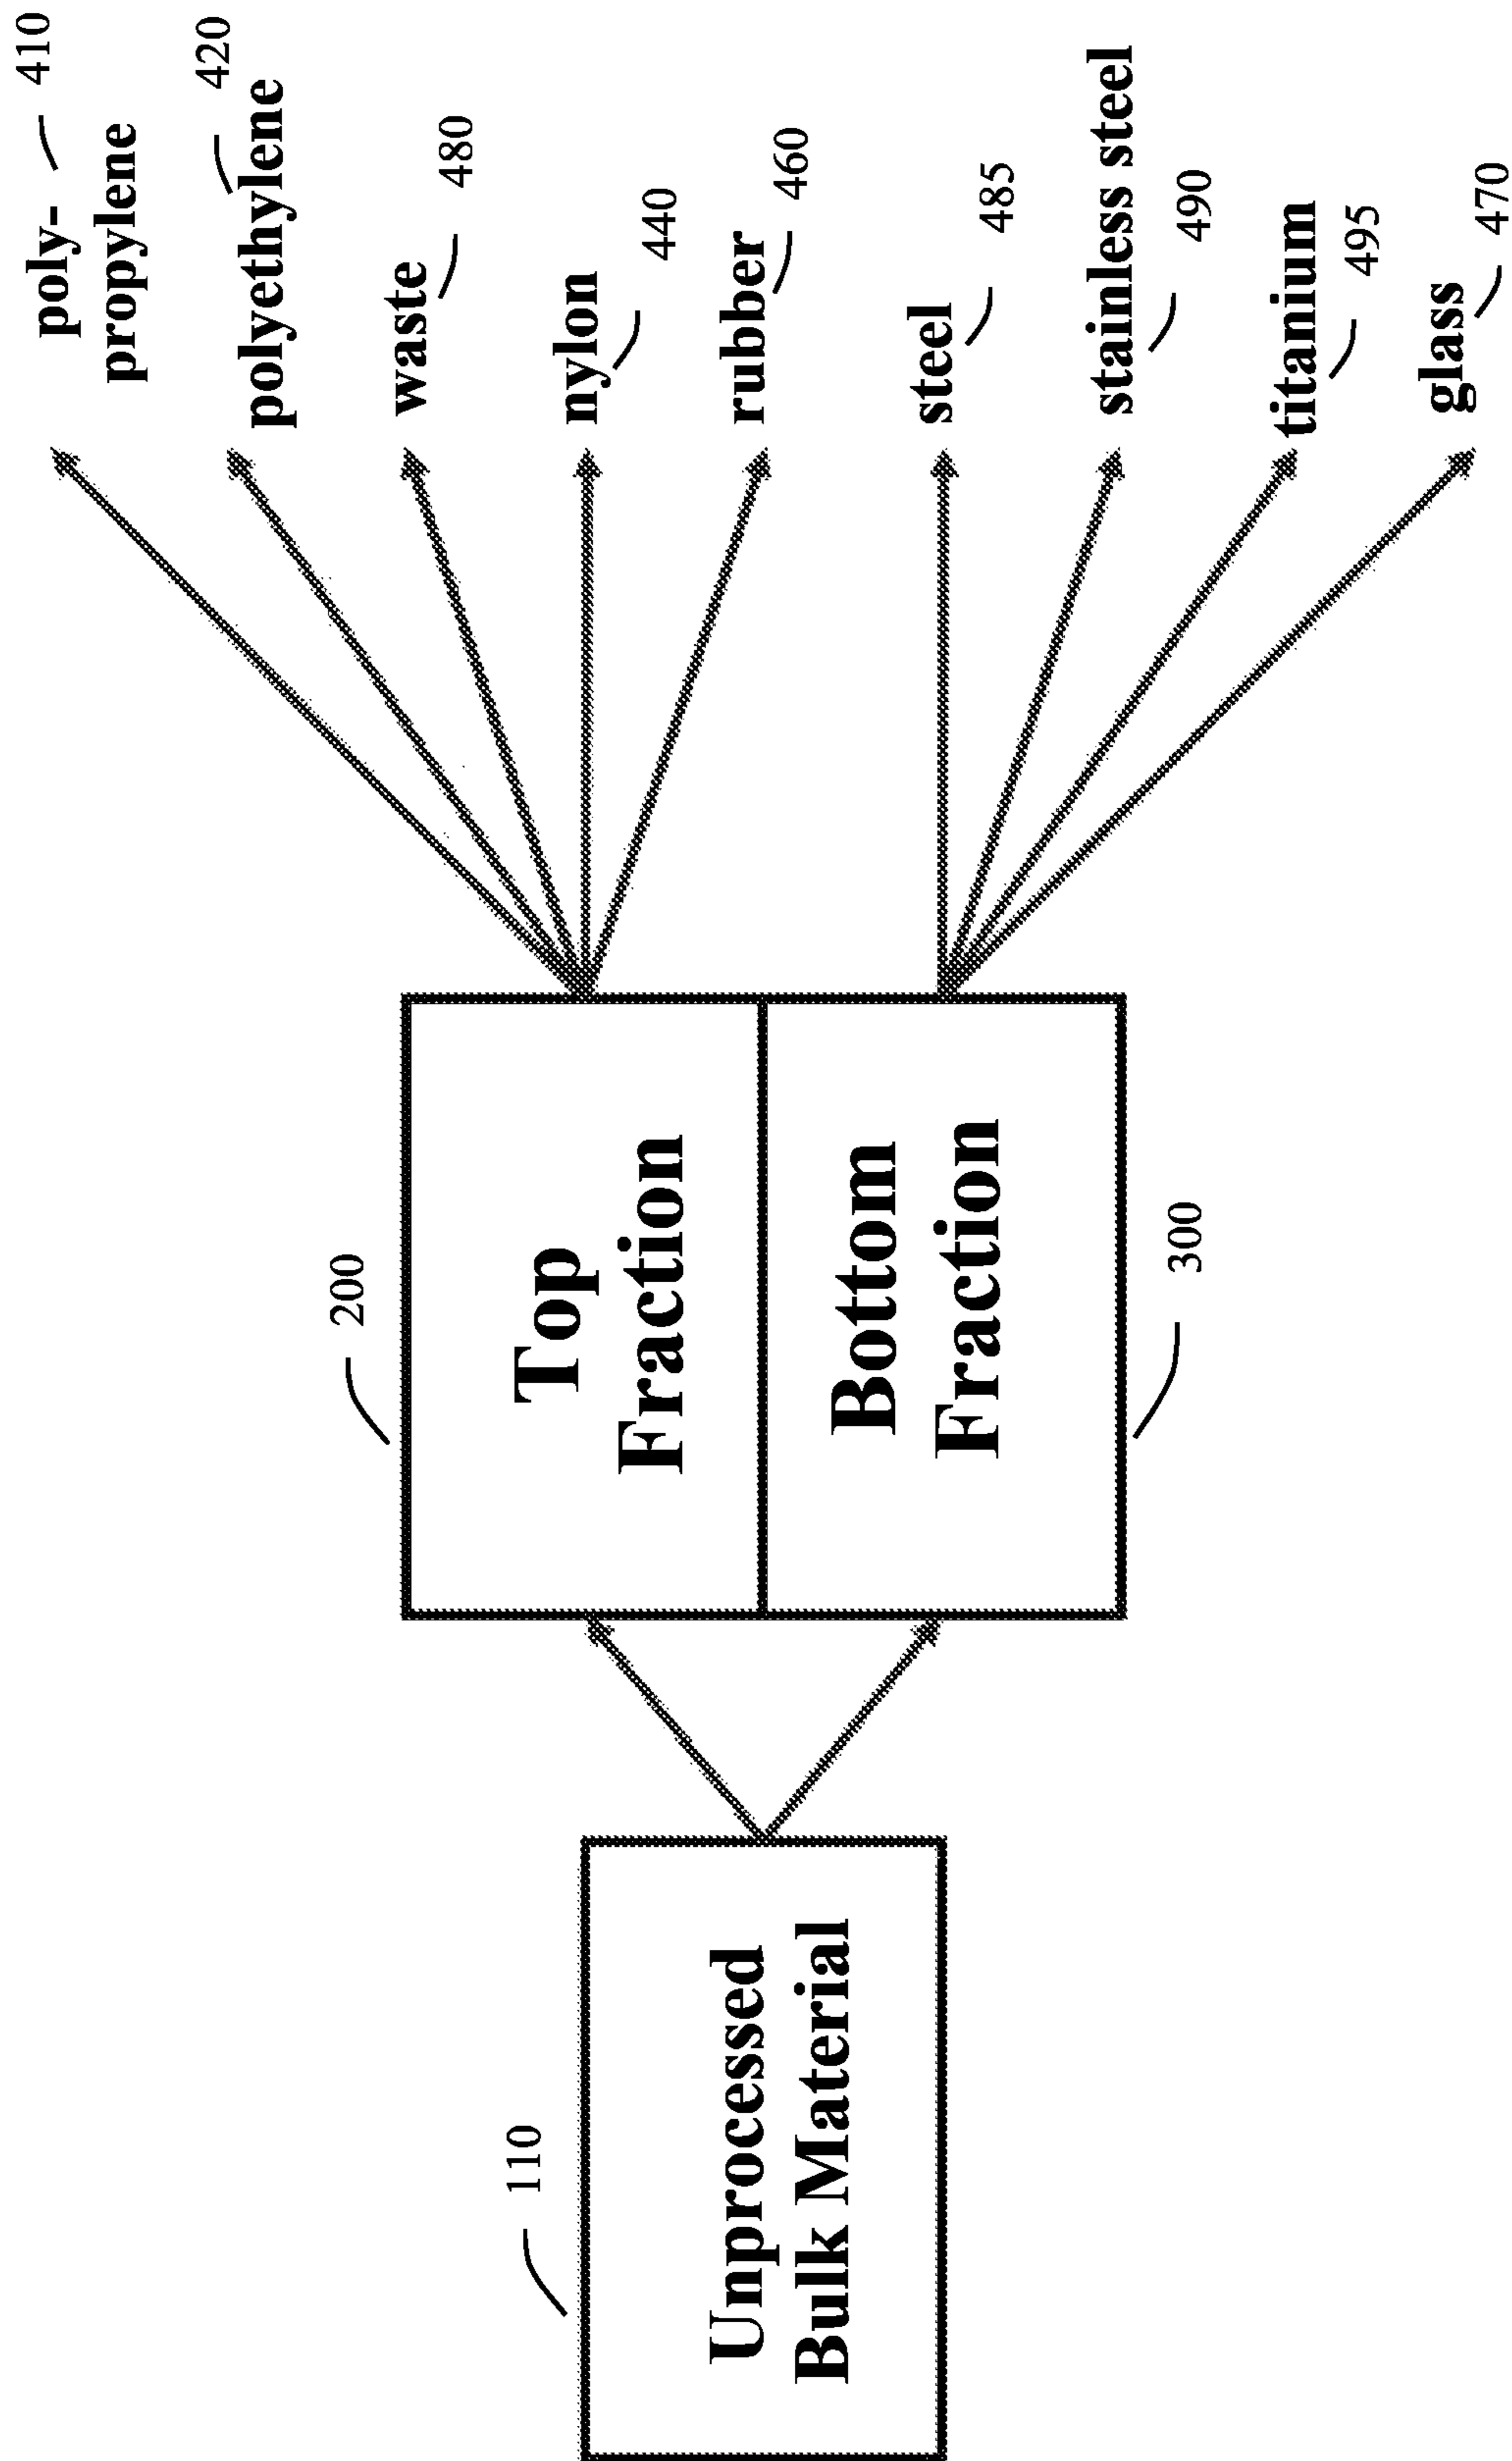 110
Unprocessed
Bulk Material
200
Top
Fraction
Bottom
Fraction
300
poly-
propylene
410
polyethylene
420
waste
480
nylon
440
rubber
460
steel
485
stainless steel
490
titanium
495
glass
470